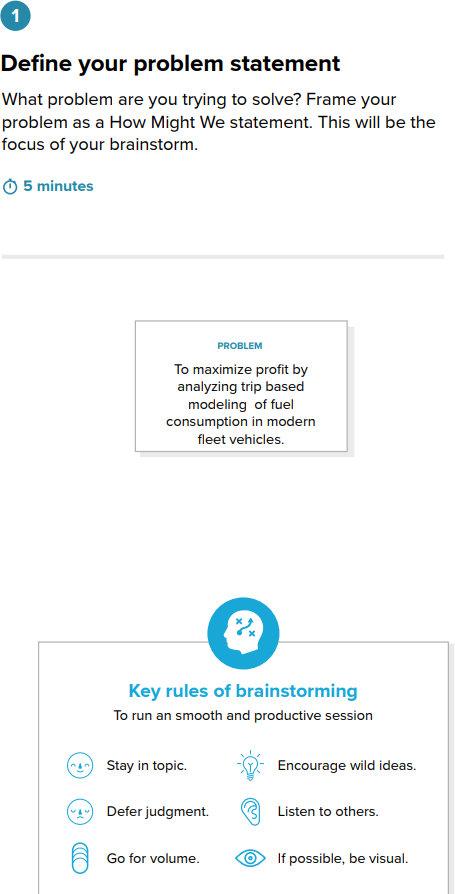 1
Define your problem statement
What problem are you trying to solve? Frame your
problem as a How Might We statement. This will be the
focus of your brainstorm.
5 minutes
PROBLEM
To maximize profit by
analyzing trip based
modeling  of fuel
consumption in modern
fleet vehicles.
Key rules of brainstorming
To run an smooth and productive session
Stay in topic.
Encourage wild ideas.
Defer judgment.
Listen to others.
Go for volume.
If possible, be visual.